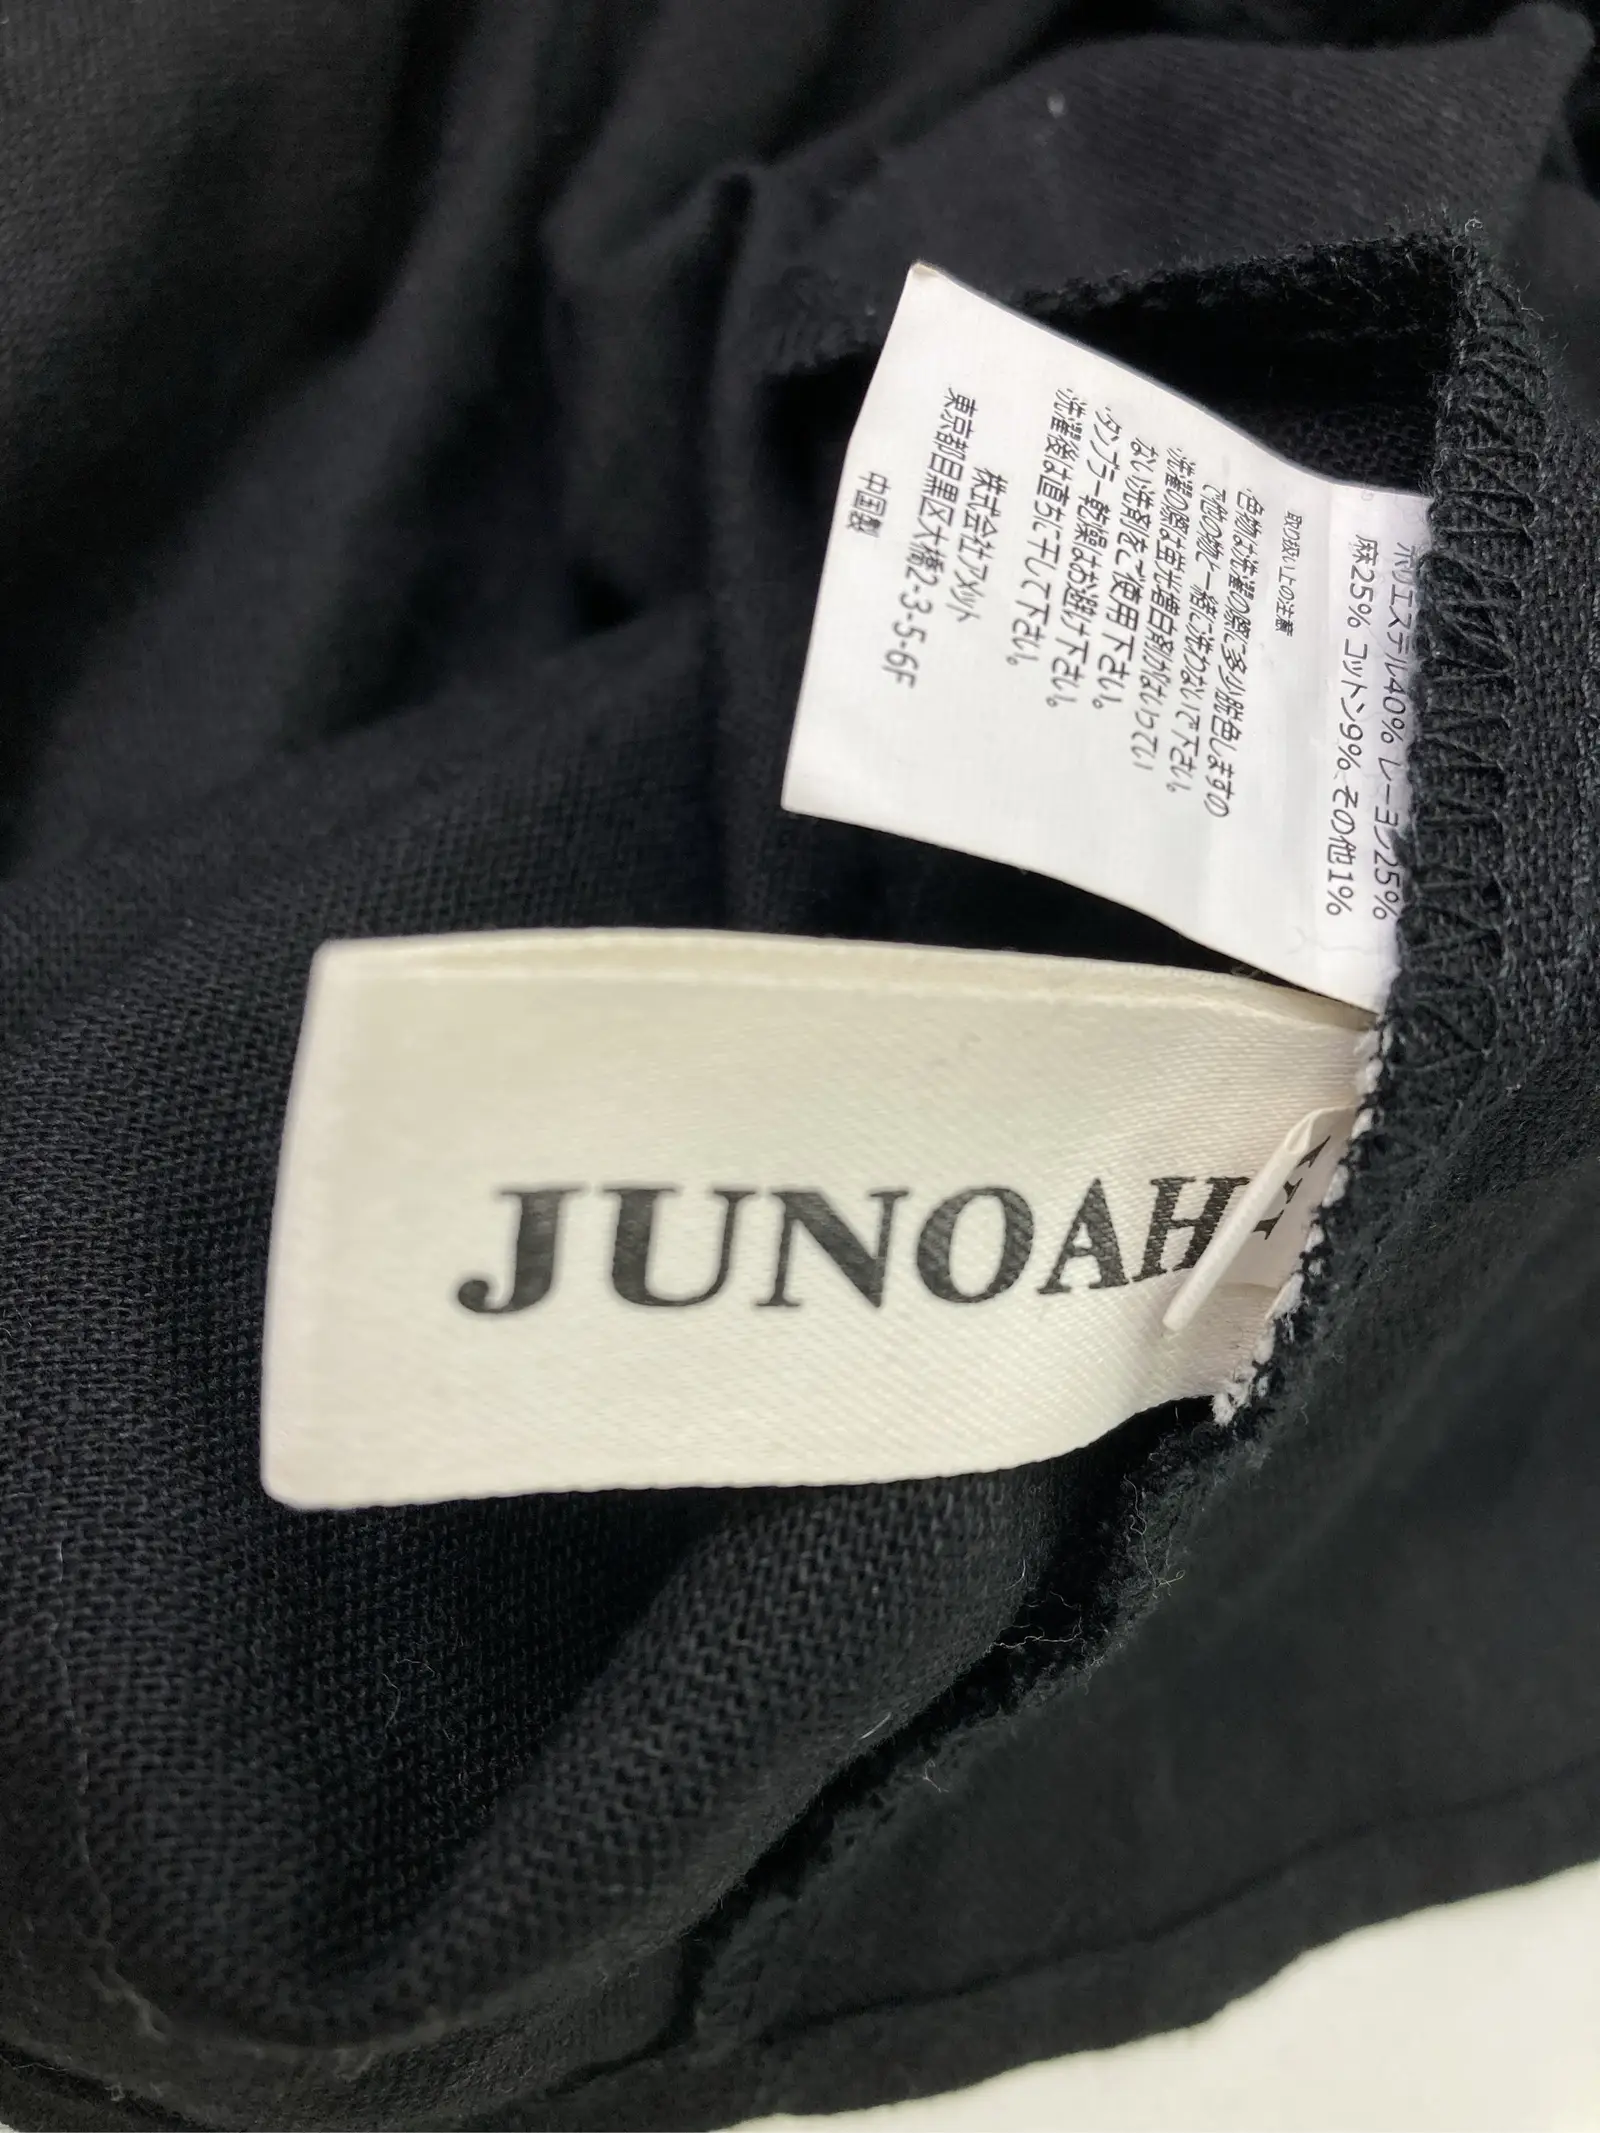 ポリエステル40% レーヨン25%
麻25% コットン9% その他1%
取り扱い上の注意
・色物は洗濯の際に多少脱色しますの
で他の物と一緒に洗わないで下さい。
・洗濯の際は蛍光増白剤がはいってい
ない洗剤をご使用下さい。
・タンブラー乾燥はお避け下さい。
・洗濯後は直ちに干して下さい。
株式会社アメット
東京都目黒区大橋2-3-5-6F
中国製
JUNOAH